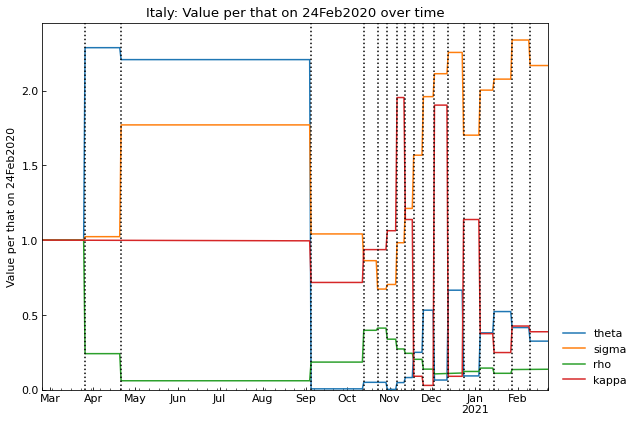 Italy: Value per that on 24Feb2020 over time
Value per that on 24Feb2020
2.0
1.5
1.0
0.5
0.0
Mar Apr May Jun Jul Aug Sep Oct Nov Dec Jan Feb
2021
theta
sigma
rho
kappa